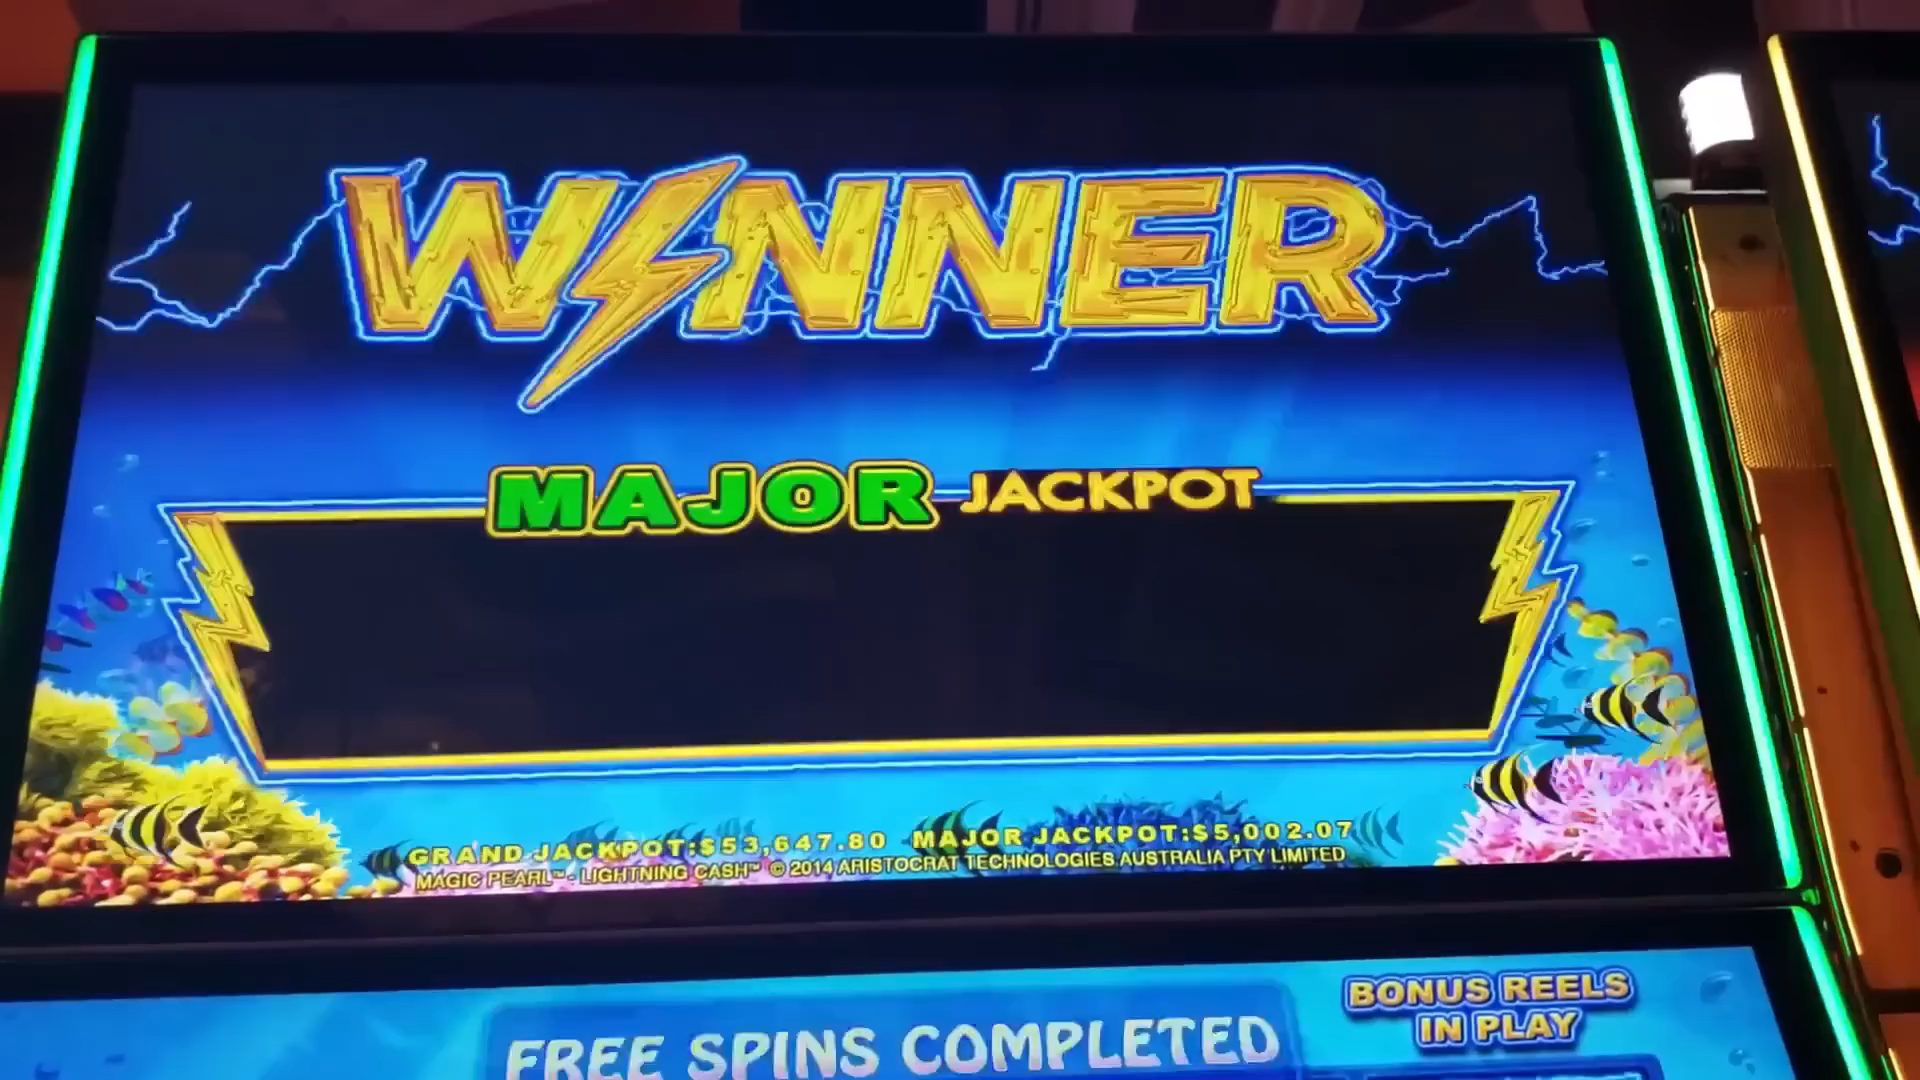 WINNER
MAJOR JACKPOT
GRAND JACKPOT:$53,647.80 MAJOR JACKPOT:$5,002.07
MAGIC PEARL™ - LIGHTNING CASH™ © 2014 ARISTOCRAT TECHNOLOGIES AUSTRALIA PTY LIMITED
BONUS REELS
IN PLAY
FREE SPINS COMPLETED